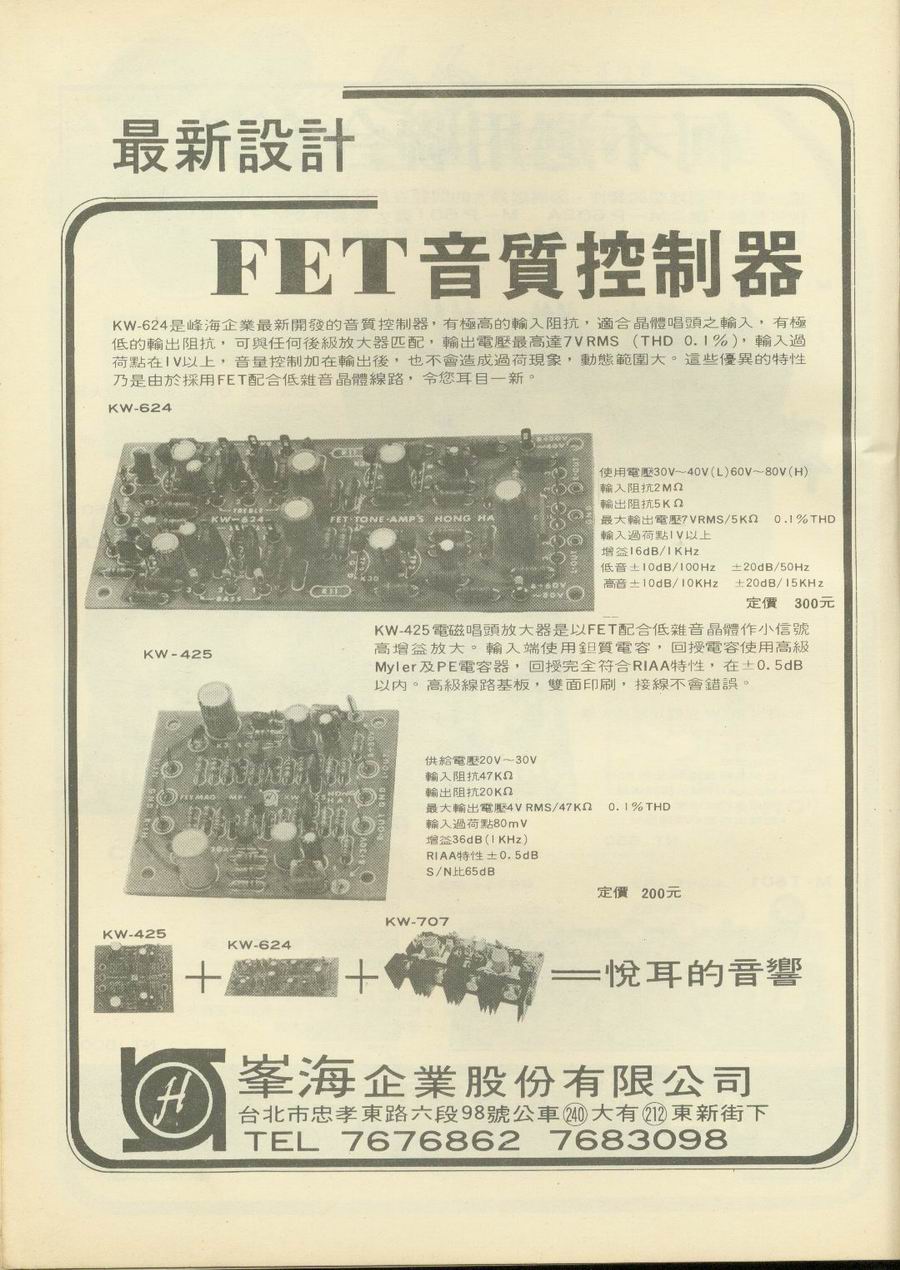 最新設計
FET音質控制器
KW-624是峰海企業最新開發的音質控制器，有極高的輸入阻抗，適合晶體唱頭之輸入，有極
低的輸出阻抗，可與任何後級放大器匹配，輸出電壓最高達7VRMS (THD 0.1%)，輸入過
荷點在1V以上，音量控制加在輸出後，也不會造成過荷現象，動態範圍大。這些優異的特性
乃是由於採用FET配合低雜音晶體線路，令您耳目一新。
KW-624
TREBLE
KW-624 FET-TONE-AMP'S HONG HA
BASS
使用電壓30V～40V(L)60V～80V(H)
輸入阻抗2MΩ
輸出阻抗5KΩ
最大輸出電壓7VRMS/5KΩ 0.1%THD
輸入過荷點1V以上
增益16dB/1KHz
低音±10dB/100Hz ±20dB/50Hz
高音±10dB/10KHz ±20dB/15KHz
定價 300元
KW-425電磁唱頭放大器是以FET配合低雜音晶體作小信號
高增益放大。輸入端使用鉭質電容，回授電容使用高級
Myler及PE電容器，回授完全符合RIAA特性，在±0.5dB
以內。高級線路基板，雙面印刷，接線不會錯誤。
KW-425
供給電壓20V～30V
輸入阻抗47KΩ
輸出阻抗20KΩ
最大輸出電壓4V RMS/47KΩ 0.1%THD
輸入過荷點80mV
增益36dB(1KHz)
RIAA特性±0.5dB
S/N比65dB
定價 200元
KW-425
KW-624
KW-707
＋ ＋ ＝悅耳的音響
H
峯海企業股份有限公司
台北市忠孝東路六段98號公車(240)大有(212)東新街下
TEL 7676862 7683098